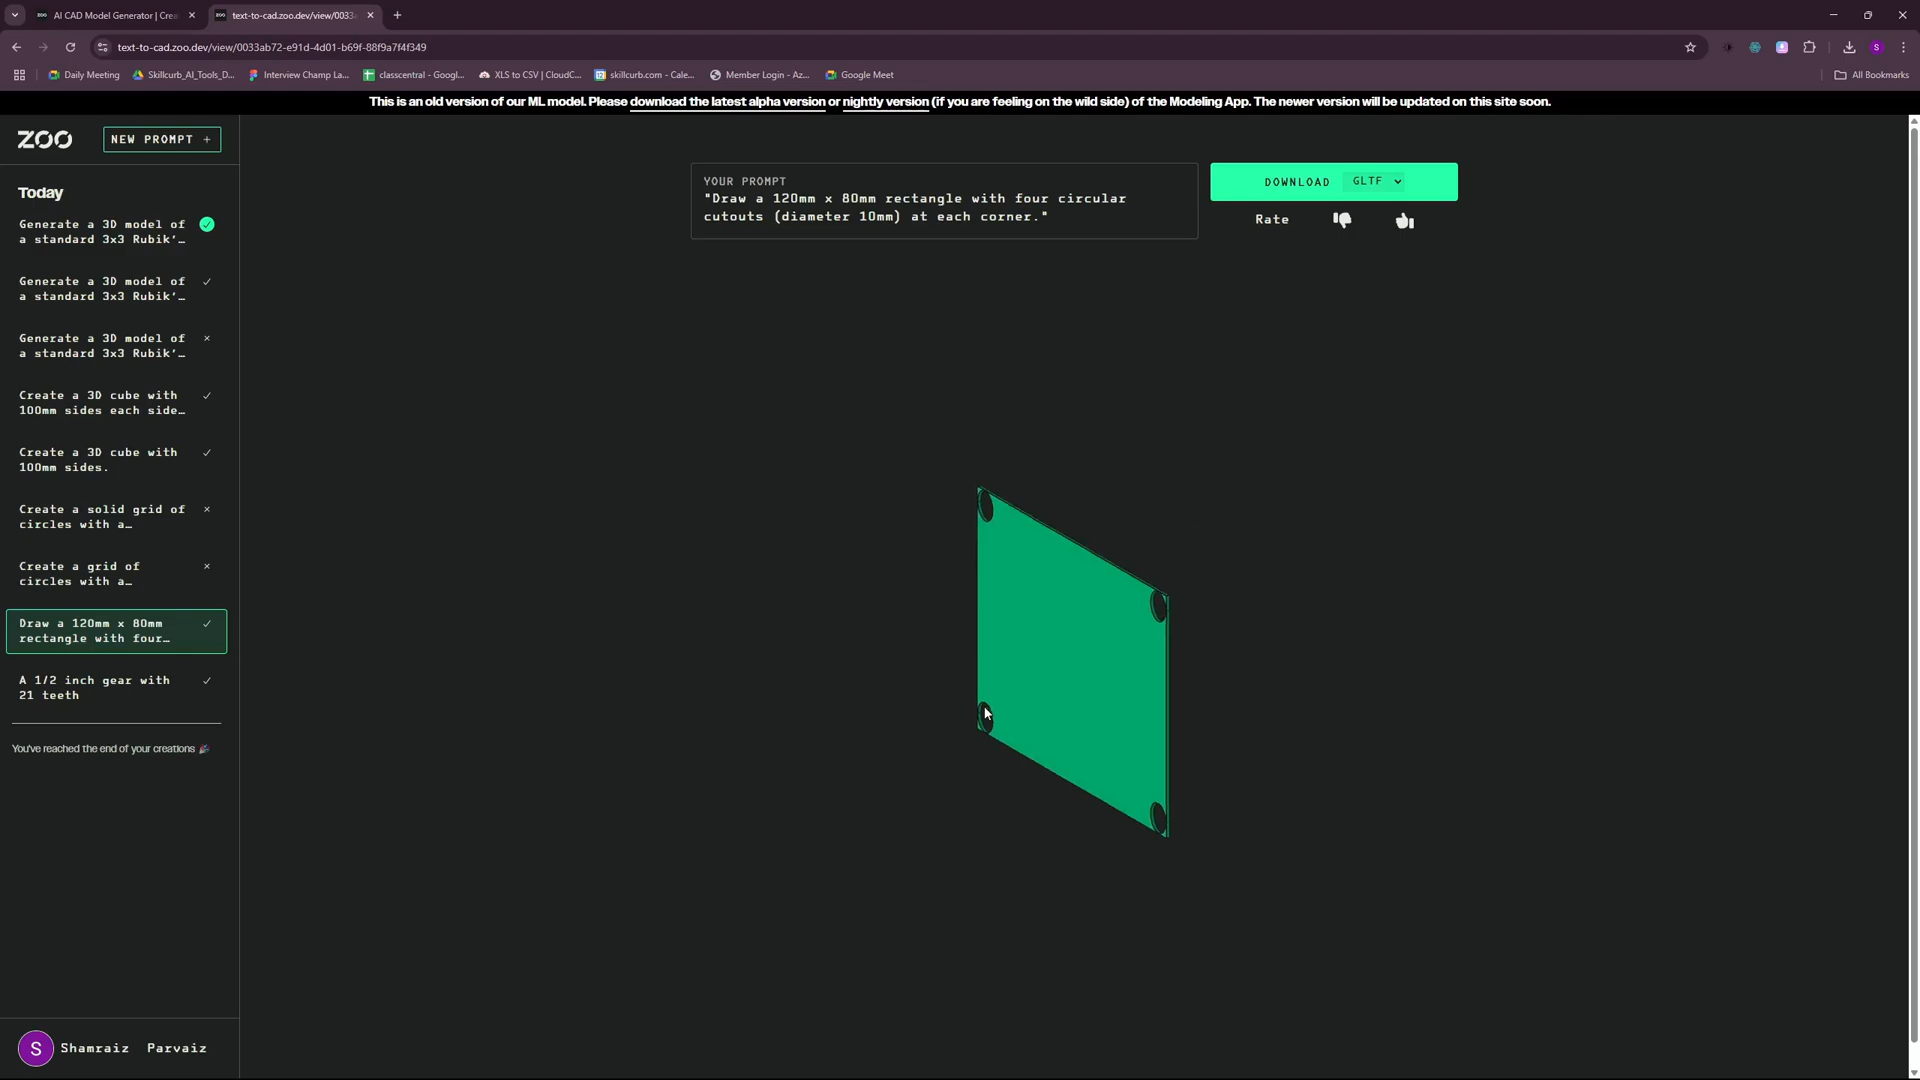 AI CAD Model Generator | Crea
text-to-cad.zoo.dev/view/0033
text-to-cad.zoo.dev/view/0033ab72-e91d-4d01-b69f-88f9a7f4f349
S
Daily Meeting
Skillcurb_AI_Tools_D...
Interview Champ La...
classcentral - Googl...
XLS to CSV | CloudC...
skillcurb.com - Cale...
Member Login - Az...
Google Meet
All Bookmarks
This is an old version of our ML model. Please download the latest alpha version or nightly version (if you are feeling on the wild side) of the Modeling App. The newer version will be updated on this site soon.
ZOO
NEW PROMPT +
Today
Generate a 3D model of
a standard 3x3 Rubik'…
Generate a 3D model of
a standard 3x3 Rubik'…
Generate a 3D model of
a standard 3x3 Rubik'…
Create a 3D cube with
100mm sides each side…
Create a 3D cube with
100mm sides.
Create a solid grid of
circles with a…
Create a grid of
circles with a…
Draw a 120mm x 80mm
rectangle with four…
A 1/2 inch gear with
21 teeth
You've reached the end of your creations 🎉
S Shamraiz Parvaiz
YOUR PROMPT
"Draw a 120mm x 80mm rectangle with four circular
cutouts (diameter 10mm) at each corner."
DOWNLOAD GLTF
Rate